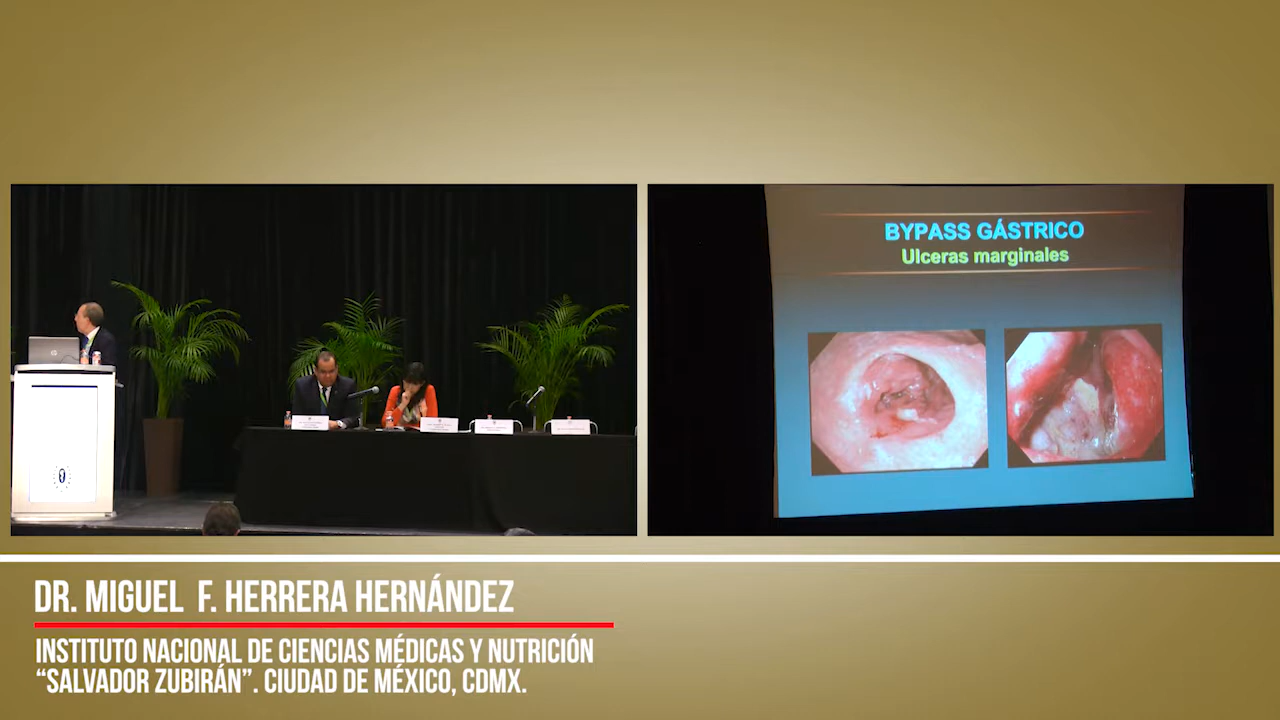 BYPASS GÁSTRICO
Ulceras marginales
DR. MIGUEL F. HERRERA HERNÁNDEZ
INSTITUTO NACIONAL DE CIENCIAS MÉDICAS Y NUTRICIÓN
“SALVADOR ZUBIRÁN”. CIUDAD DE MÉXICO, CDMX.